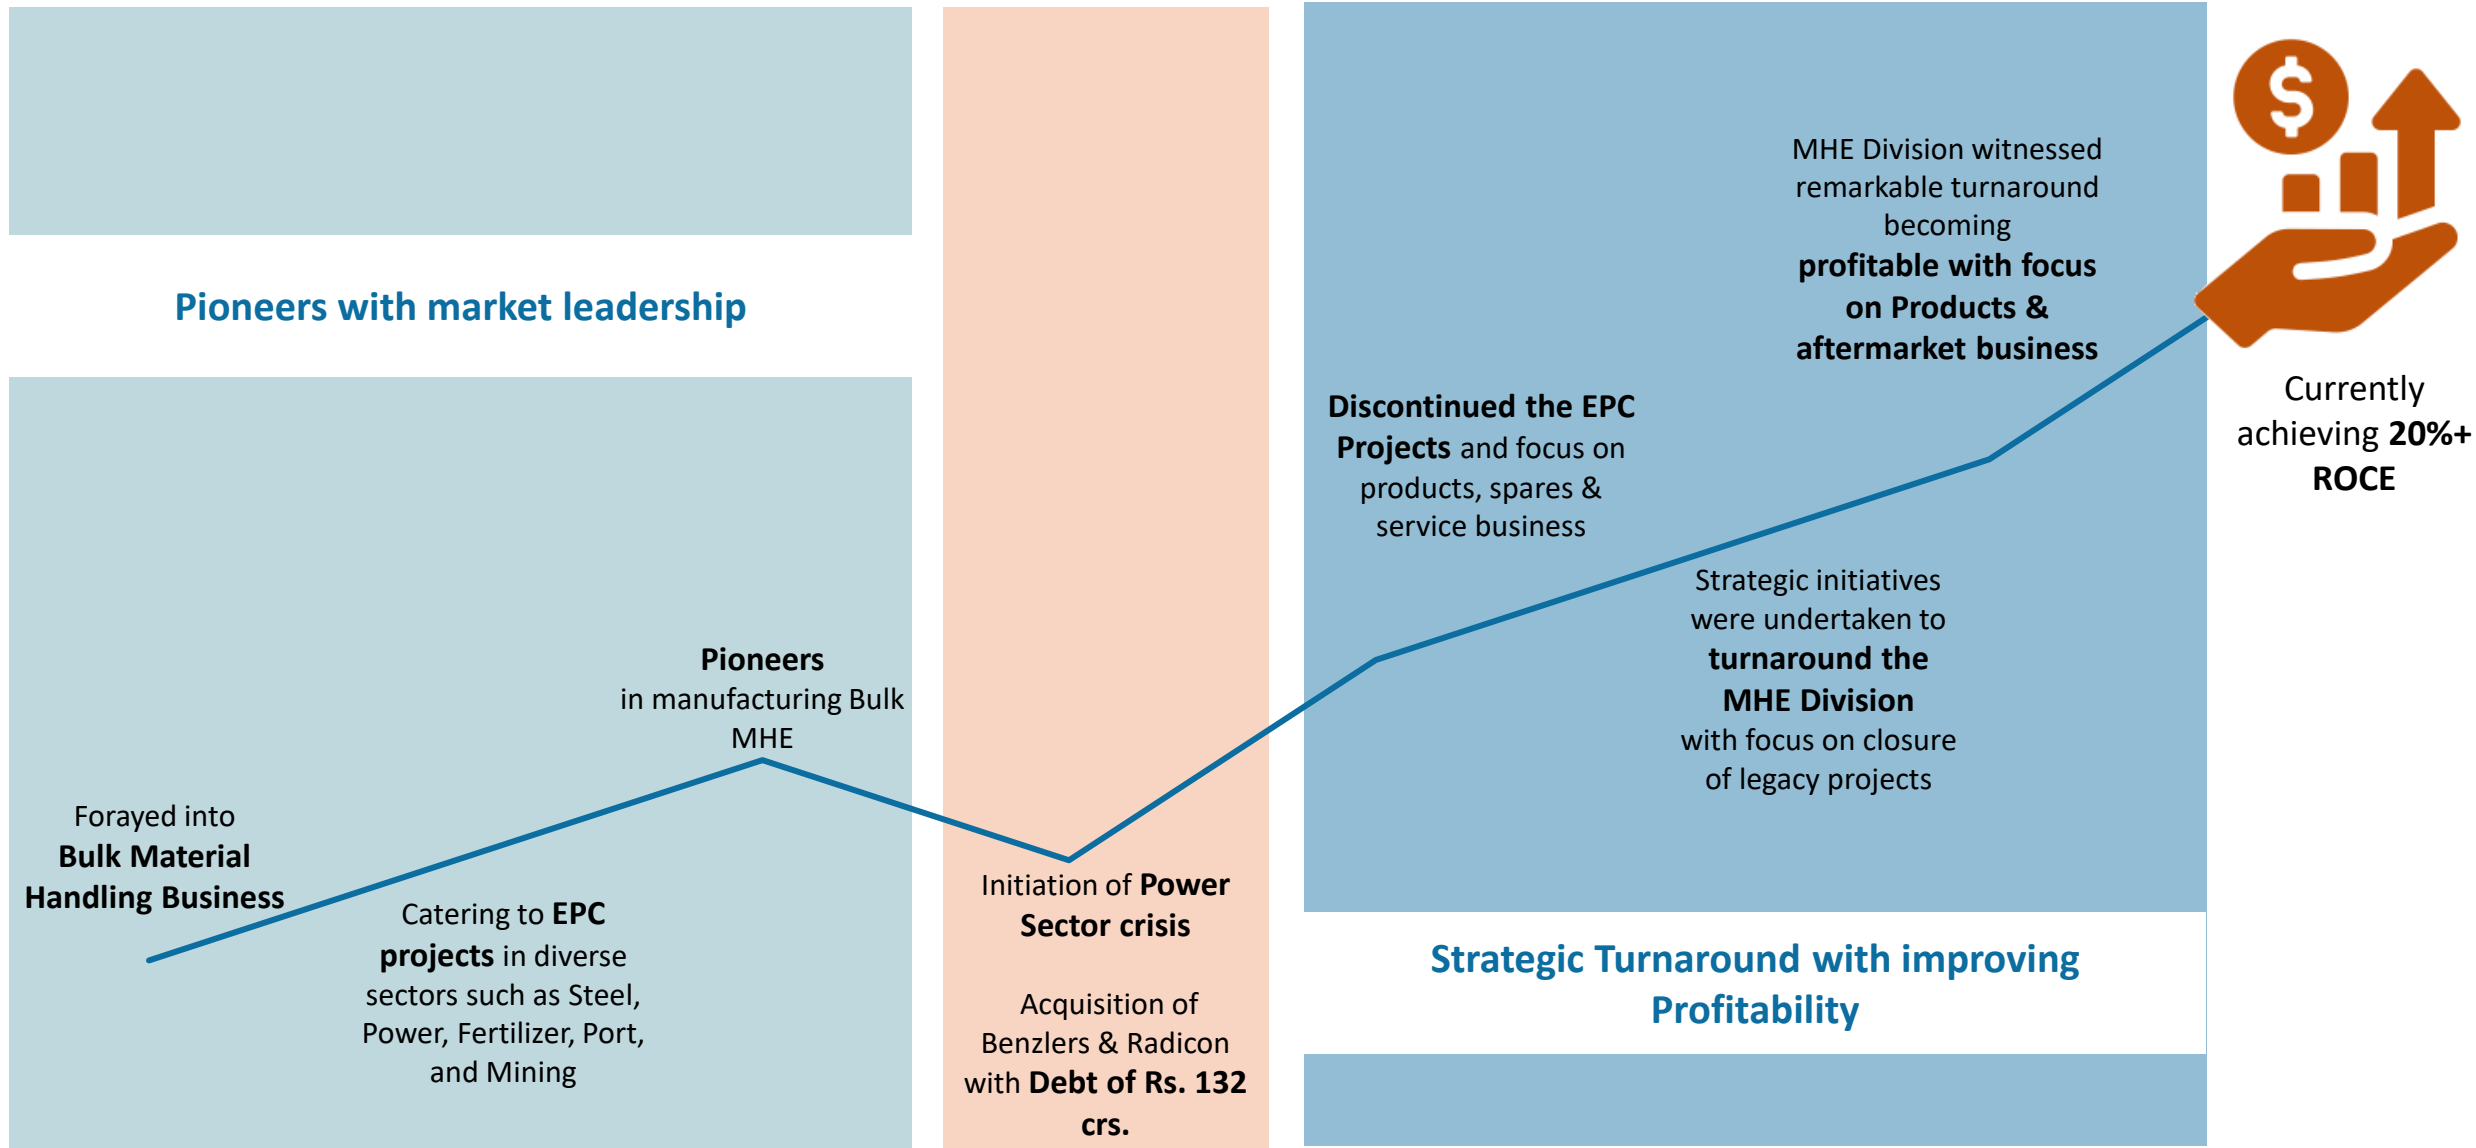 Pioneers with market leadership
Forayed into
Bulk Material
Handling Business
Catering to EPC
projects in diverse
sectors such as Steel,
Power, Fertilizer, Port,
and Mining
Pioneers
in manufacturing Bulk
MHE
Initiation of Power
Sector crisis
Acquisition of
Benzlers & Radicon
with Debt of Rs. 132
crs.
Discontinued the EPC
Projects and focus on
products, spares &
service business
Strategic initiatives
were undertaken to
turnaround the
MHE Division
with focus on closure
of legacy projects
MHE Division witnessed
remarkable turnaround
becoming
profitable with focus
on Products &
aftermarket business
Strategic Turnaround with improving
Profitability
$
Currently
achieving 20%+
ROCE